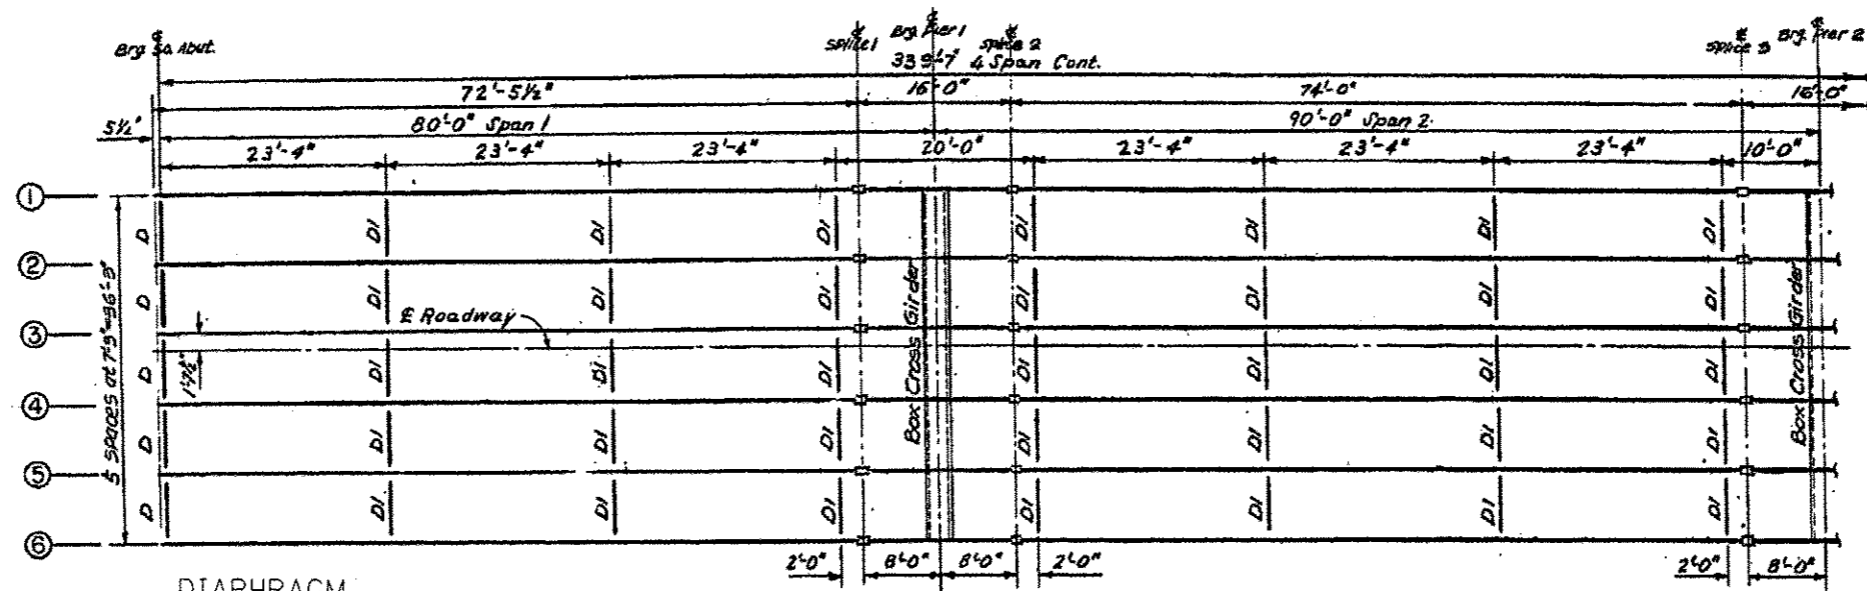 Brg So. Abut.
℄ Splice 1
℄ Brg. Pier 1
℄ Splice 2
℄ Splice 3
℄ Brg. Pier 2
339'-7" 4 Span Cont.
72'-5½" 16'-0" 74'-0" 16'-0"
5½" 80'-0" Span 1 90'-0" Span 2
23'-4" 23'-4" 23'-4" 20'-0" 23'-4" 23'-4" 23'-4" 10'-0"
1
D D1 D1 D1 D1 D1 D1 D1
2
D D1 D1 D1 D1 D1 D1 D1
℄ Roadway
3
D D1 D1 D1 D1 D1 D1 D1
1'-7½"
4
D D1 D1 D1 D1 D1 D1 D1
5
D D1 D1 D1 D1 D1 D1 D1
6
5 spaces at 7'-3"=36'-3"
Box Cross Girder
Box Cross Girder
2'-0" 8'-0" 8'-0" 2'-0" 2'-0" 8'-0"
DIAPHRAGM